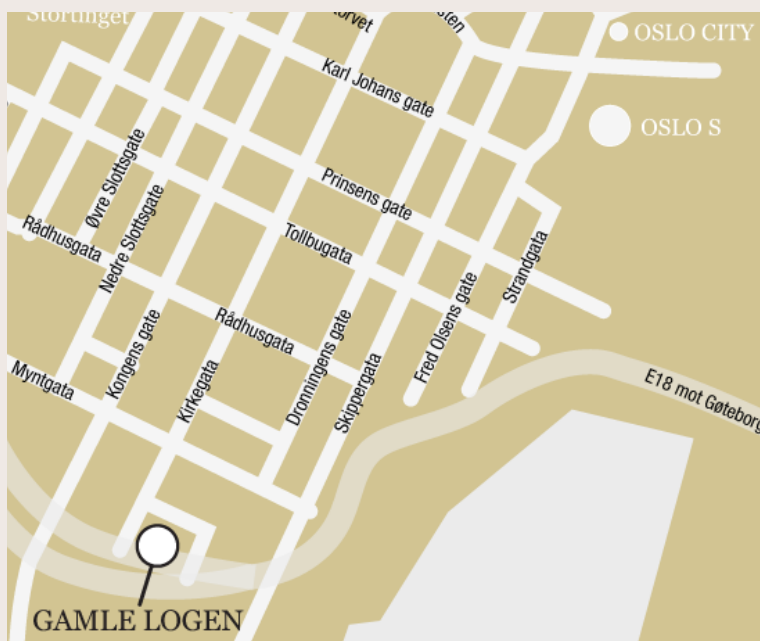 Stortinget
OSLO CITY
Karl Johans gate
OSLO S
Øvre Slottsgate
Prinsens gate
Nedre Slottsgate
Rådhusgata
Tollbugata
Strandgata
Fred Olsens gate
Rådhusgata
Dronningens gate
Kongens gate
Myntgata
Kirkegata
Skippergata
E18 mot Gøteborg
GAMLE LOGEN